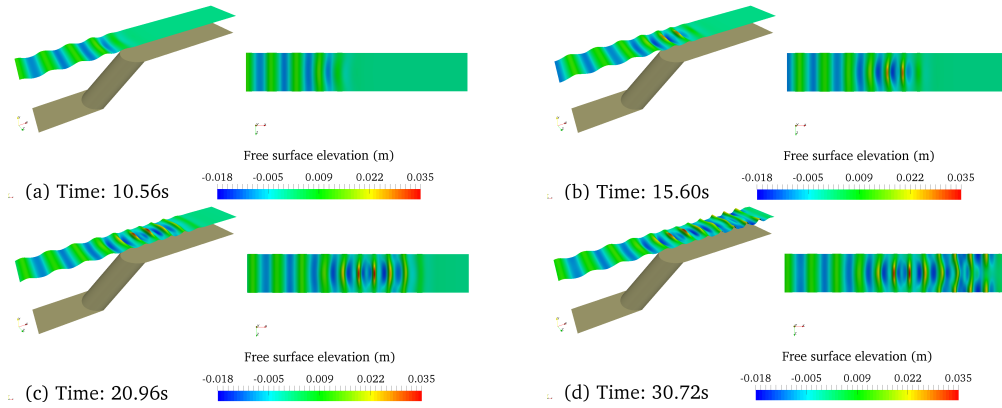 Free surface elevation (m)
-0.018 -0.005 0.009 0.022 0.035
(a) Time: 10.56s
Free surface elevation (m)
-0.018 -0.005 0.009 0.022 0.035
(b) Time: 15.60s
Free surface elevation (m)
-0.018 -0.005 0.009 0.022 0.035
(c) Time: 20.96s
Free surface elevation (m)
-0.018 -0.005 0.009 0.022 0.035
(d) Time: 30.72s